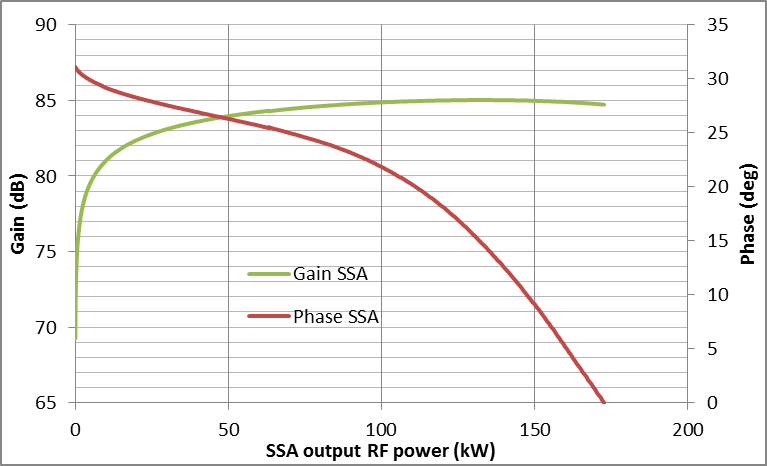 90
85
80
75
70
65
Gain (dB)
35
30
25
20
15
10
5
0
Phase (deg)
Gain SSA
Phase SSA
0 50 100 150 200
SSA output RF power (kW)